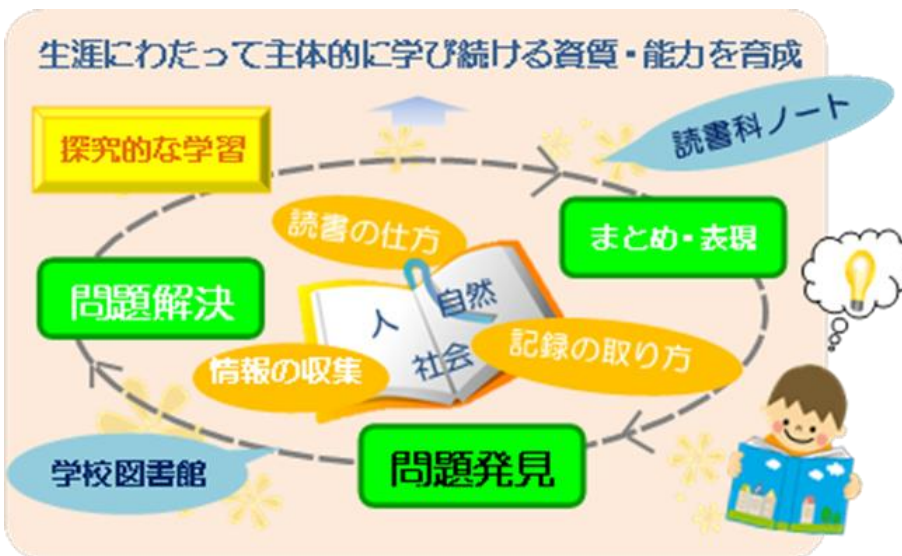 生涯にわたって主体的に学び続ける資質・能力を育成
探究的な学習
読書科ノート
読書の仕方
まとめ・表現
問題解決
人
自然
社会
情報の収集
記録の取り方
学校図書館
問題発見